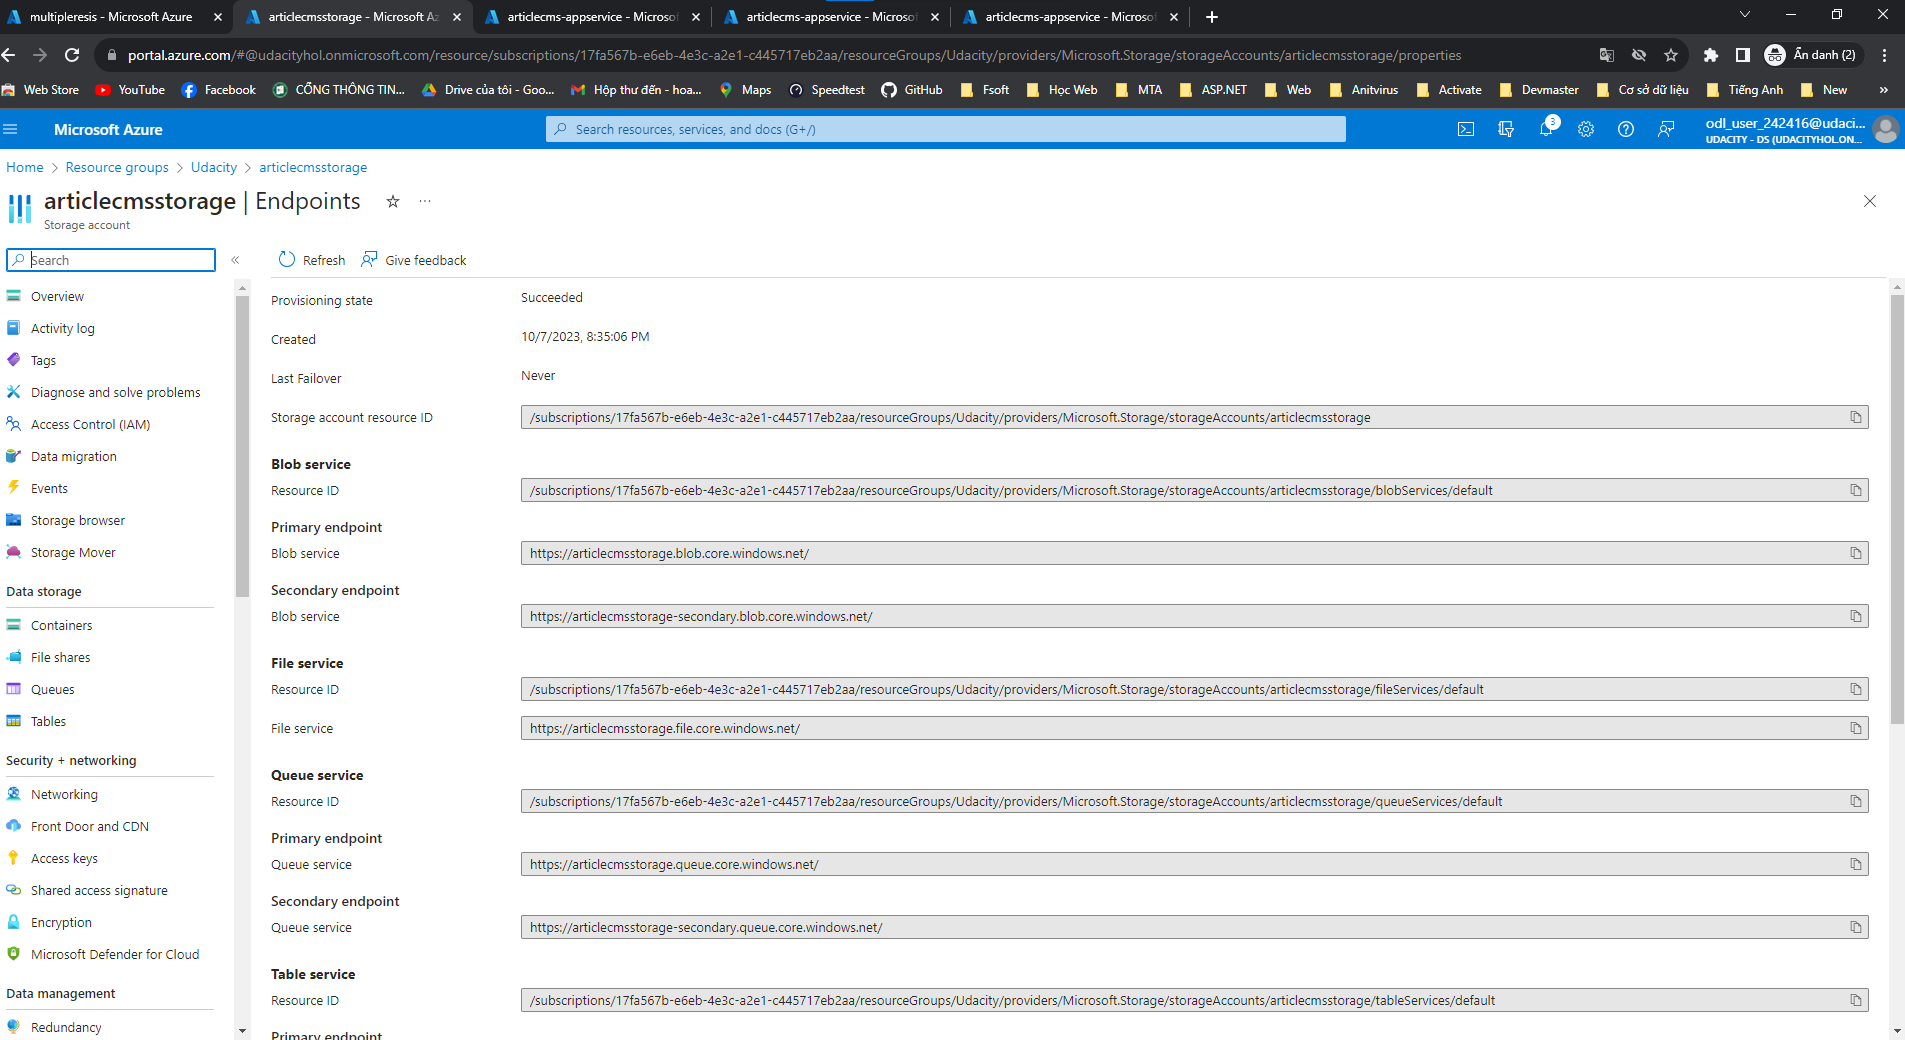 multipleresis - Microsoft Azure
articlecmsstorage - Microsoft Az
articlecms-appservice - Microsof
articlecms-appservice - Microsof
articlecms-appservice - Microsof
portal.azure.com/#@udacityhol.onmicrosoft.com/resource/subscriptions/17fa567b-e6eb-4e3c-a2e1-c445717eb2aa/resourceGroups/Udacity/providers/Microsoft.Storage/storageAccounts/articlecmsstorage/properties
Ẩn danh (2)
Web Store
YouTube
Facebook
CỔNG THÔNG TIN...
Drive của tôi - Goo...
Hộp thư đến - hoa...
Maps
Speedtest
GitHub
Fsoft
Học Web
MTA
ASP.NET
Web
Anitvirus
Activate
Devmaster
Cơ sở dữ liệu
Tiếng Anh
New
»
Microsoft Azure
Search resources, services, and docs (G+/)
3
odl_user_242416@udaci...
UDACITY - DS (UDACITYHOL.ON...
Home > Resource groups > Udacity > articlecmsstorage
articlecmsstorage | Endpoints
...
Storage account
Search
«
Refresh
Give feedback
Overview
Activity log
Tags
Diagnose and solve problems
Access Control (IAM)
Data migration
Events
Storage browser
Storage Mover
Data storage
Containers
File shares
Queues
Tables
Security + networking
Networking
Front Door and CDN
Access keys
Shared access signature
Encryption
Microsoft Defender for Cloud
Data management
Redundancy
Provisioning state
Succeeded
Created
10/7/2023, 8:35:06 PM
Last Failover
Never
Storage account resource ID
/subscriptions/17fa567b-e6eb-4e3c-a2e1-c445717eb2aa/resourceGroups/Udacity/providers/Microsoft.Storage/storageAccounts/articlecmsstorage
Blob service
Resource ID
/subscriptions/17fa567b-e6eb-4e3c-a2e1-c445717eb2aa/resourceGroups/Udacity/providers/Microsoft.Storage/storageAccounts/articlecmsstorage/blobServices/default
Primary endpoint
Blob service
https://articlecmsstorage.blob.core.windows.net/
Secondary endpoint
Blob service
https://articlecmsstorage-secondary.blob.core.windows.net/
File service
Resource ID
/subscriptions/17fa567b-e6eb-4e3c-a2e1-c445717eb2aa/resourceGroups/Udacity/providers/Microsoft.Storage/storageAccounts/articlecmsstorage/fileServices/default
File service
https://articlecmsstorage.file.core.windows.net/
Queue service
Resource ID
/subscriptions/17fa567b-e6eb-4e3c-a2e1-c445717eb2aa/resourceGroups/Udacity/providers/Microsoft.Storage/storageAccounts/articlecmsstorage/queueServices/default
Primary endpoint
Queue service
https://articlecmsstorage.queue.core.windows.net/
Secondary endpoint
Queue service
https://articlecmsstorage-secondary.queue.core.windows.net/
Table service
Resource ID
/subscriptions/17fa567b-e6eb-4e3c-a2e1-c445717eb2aa/resourceGroups/Udacity/providers/Microsoft.Storage/storageAccounts/articlecmsstorage/tableServices/default
Primary endpoint